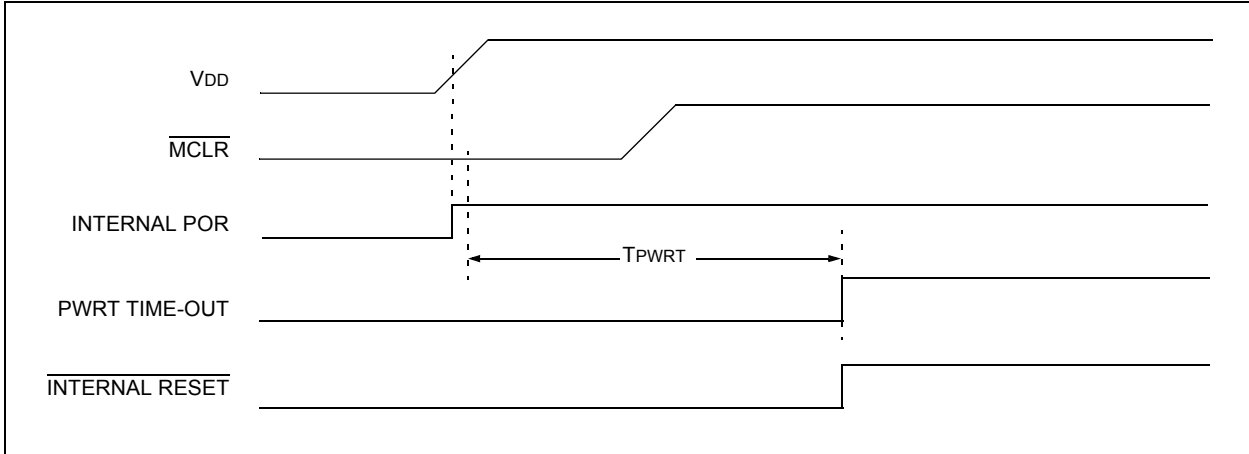 VDD
MCLR
INTERNAL POR
TPWRT
PWRT TIME-OUT
INTERNAL RESET